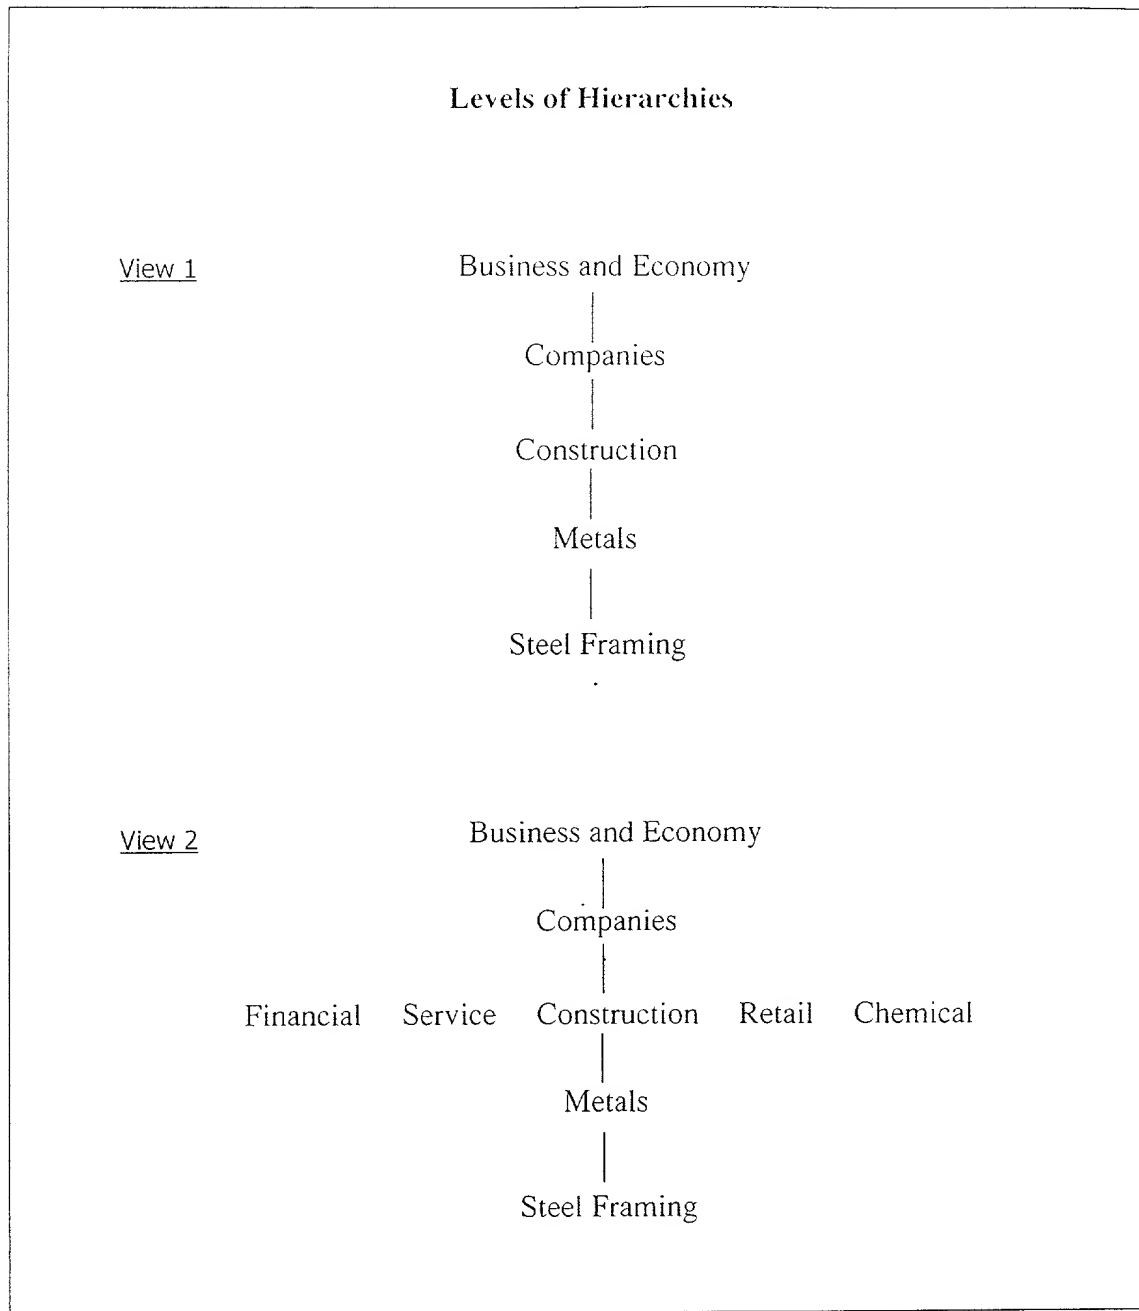 Levels of Hierarchies
View 1
Business and Economy
Companies
Construction
Metals
Steel Framing
View 2
Business and Economy
Companies
Financial Service Construction Retail Chemical
Metals
Steel Framing